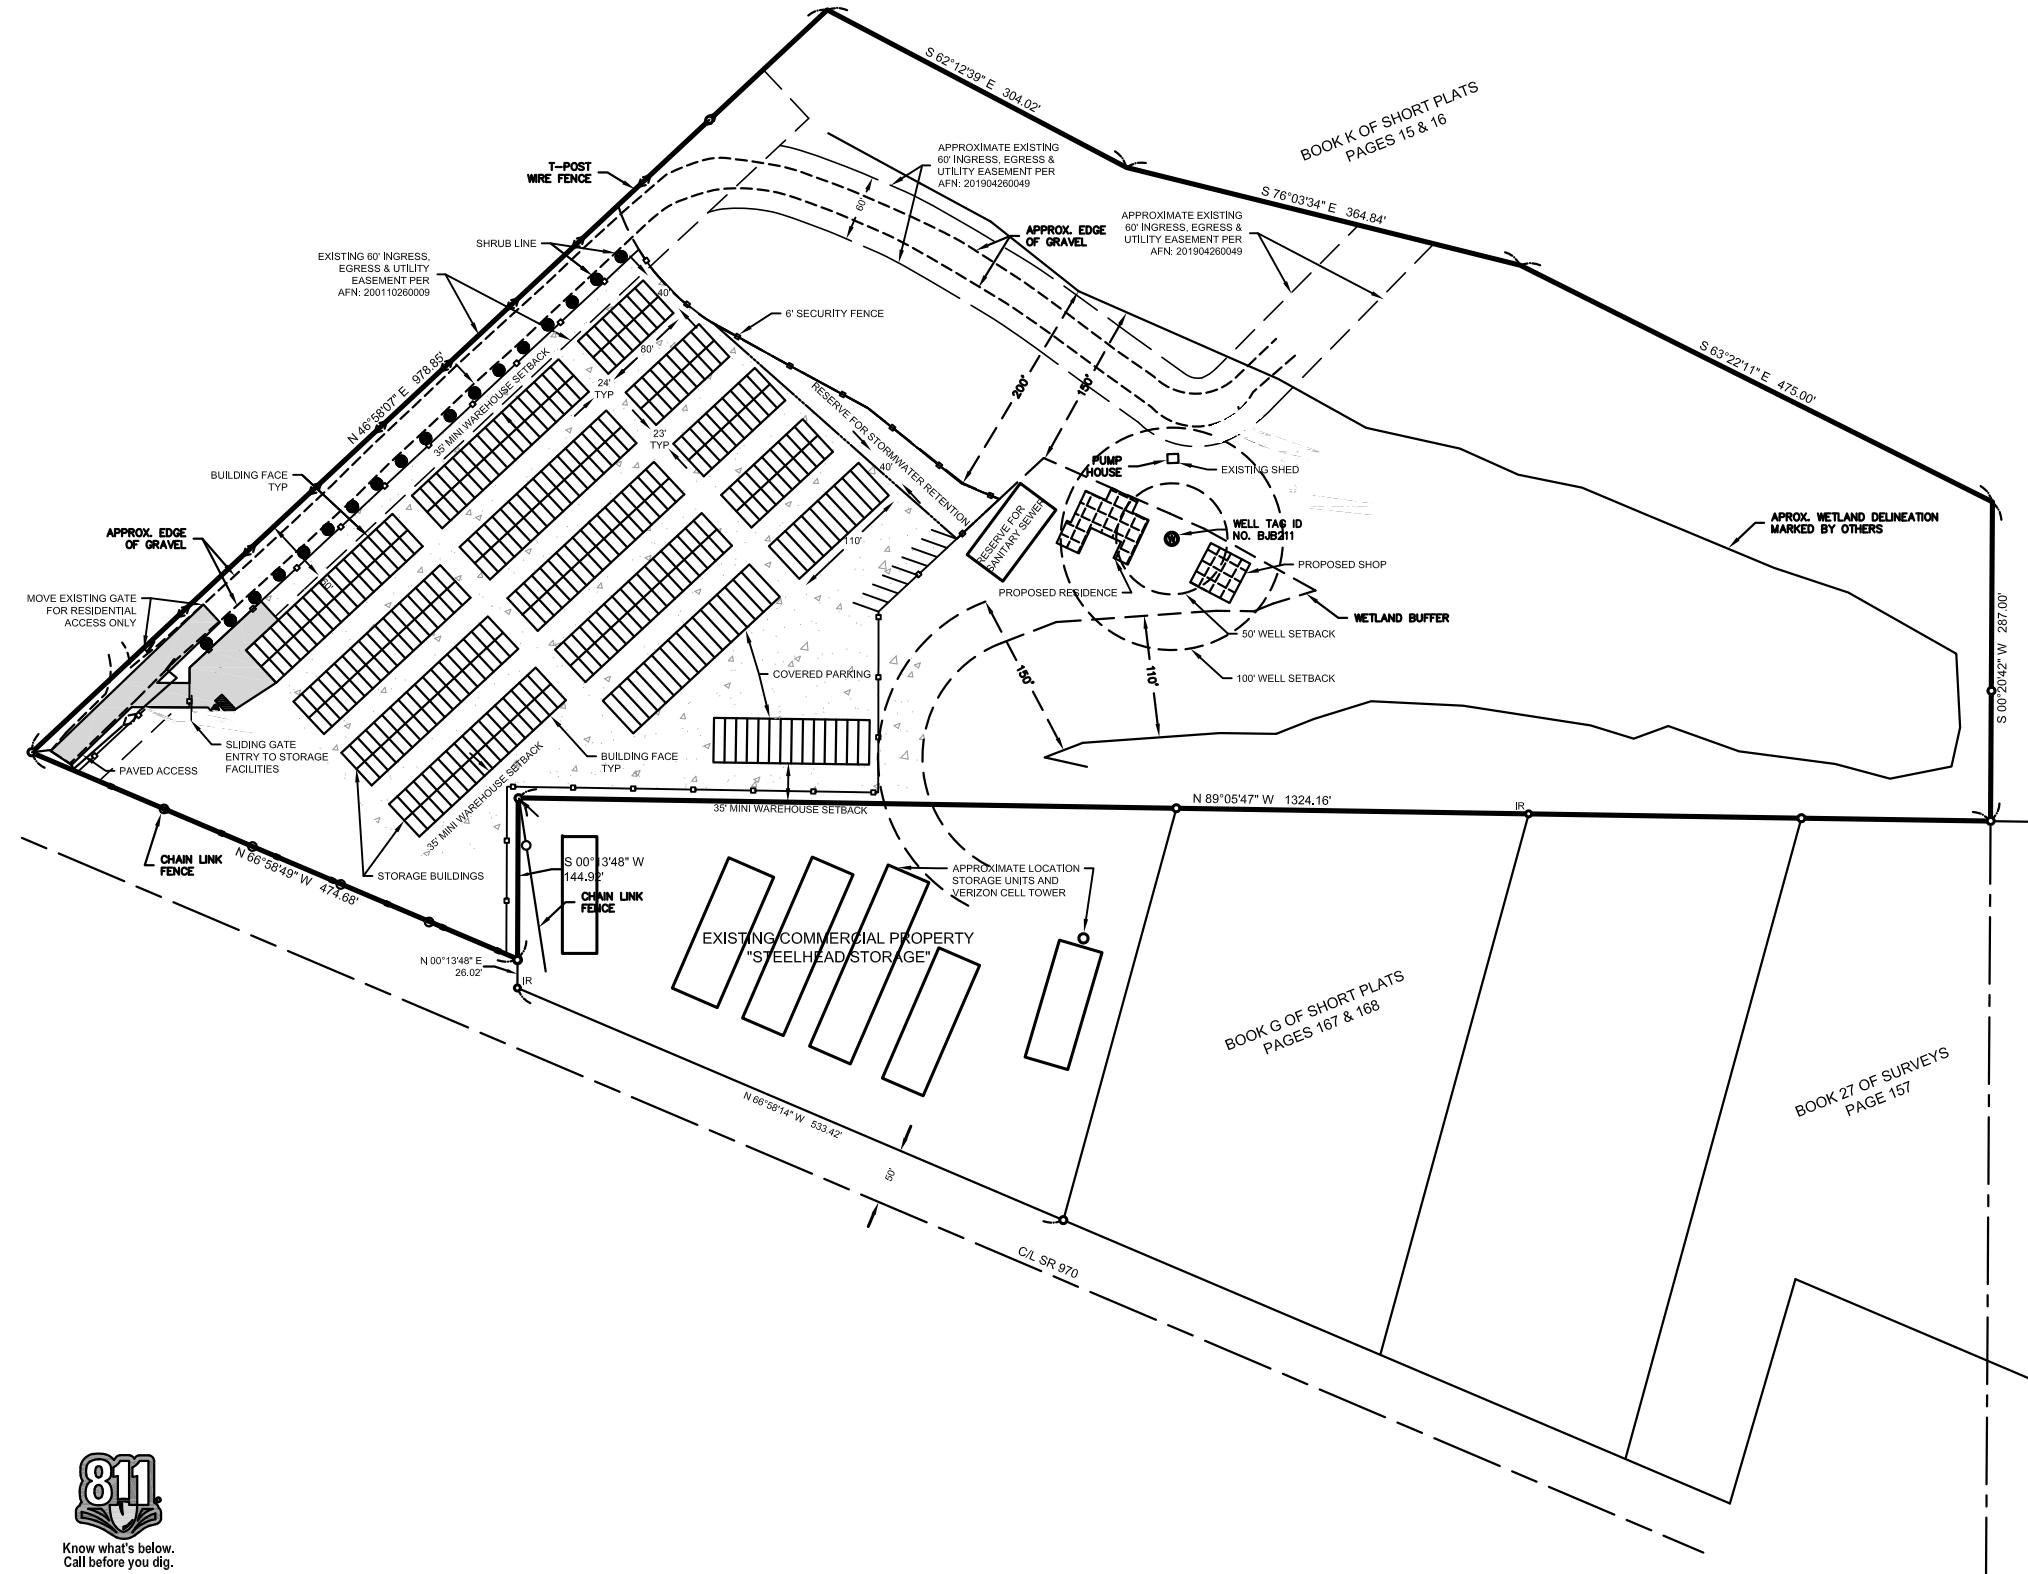 S 62°12'39" E 304.02'
BOOK K OF SHORT PLATS
PAGES 15 & 16
APPROXIMATE EXISTING
60' INGRESS, EGRESS &
UTILITY EASEMENT PER
AFN: 201904260049
T-POST
WIRE FENCE
60'
S 76°03'34" E 364.84'
APPROXIMATE EXISTING
60' INGRESS, EGRESS &
UTILITY EASEMENT PER
AFN: 201904260049
APPROX. EDGE
OF GRAVEL
SHRUB LINE
EXISTING 60' INGRESS,
EGRESS & UTILITY
EASEMENT PER
AFN: 200110260009
40'
6' SECURITY FENCE
80'
N 46°58'07" E 978.85'
35' MINI WAREHOUSE SETBACK
24'
TYP
23'
TYP
RESERVE FOR STORMWATER RETENTION
200'
150'
S 63°22'11" E 475.00'
BUILDING FACE
TYP
40'
110'
PUMP
HOUSE
EXISTING SHED
RESERVE FOR
SANITARY SEWER
WELL TAG ID
NO. BJB211
APROX. WETLAND DELINEATION
MARKED BY OTHERS
APPROX. EDGE
OF GRAVEL
60'
PROPOSED SHOP
PROPOSED RESIDENCE
MOVE EXISTING GATE
FOR RESIDENTIAL
ACCESS ONLY
WETLAND BUFFER
50' WELL SETBACK
COVERED PARKING
150'
110'
100' WELL SETBACK
S 00°20'42" W 287.00'
SLIDING GATE
ENTRY TO STORAGE
FACILITIES
PAVED ACCESS
BUILDING FACE
TYP
35' MINI WAREHOUSE SETBACK
35' MINI WAREHOUSE SETBACK
N 89°05'47" W 1324.16'
IR
CHAIN LINK
FENCE
N 66°58'49" W 474.68'
STORAGE BUILDINGS
S 00°13'48" W
144.92'
CHAIN LINK
FENCE
APPROXIMATE LOCATION
STORAGE UNITS AND
VERIZON CELL TOWER
EXISTING COMMERCIAL PROPERTY
"STEELHEAD STORAGE"
N 00°13'48" E
26.02'
IR
BOOK G OF SHORT PLATS
PAGES 167 & 168
BOOK 27 OF SURVEYS
PAGE 157
N 66°58'14" W 533.42'
50'
C/L SR 970
811
Know what's below.
Call before you dig.